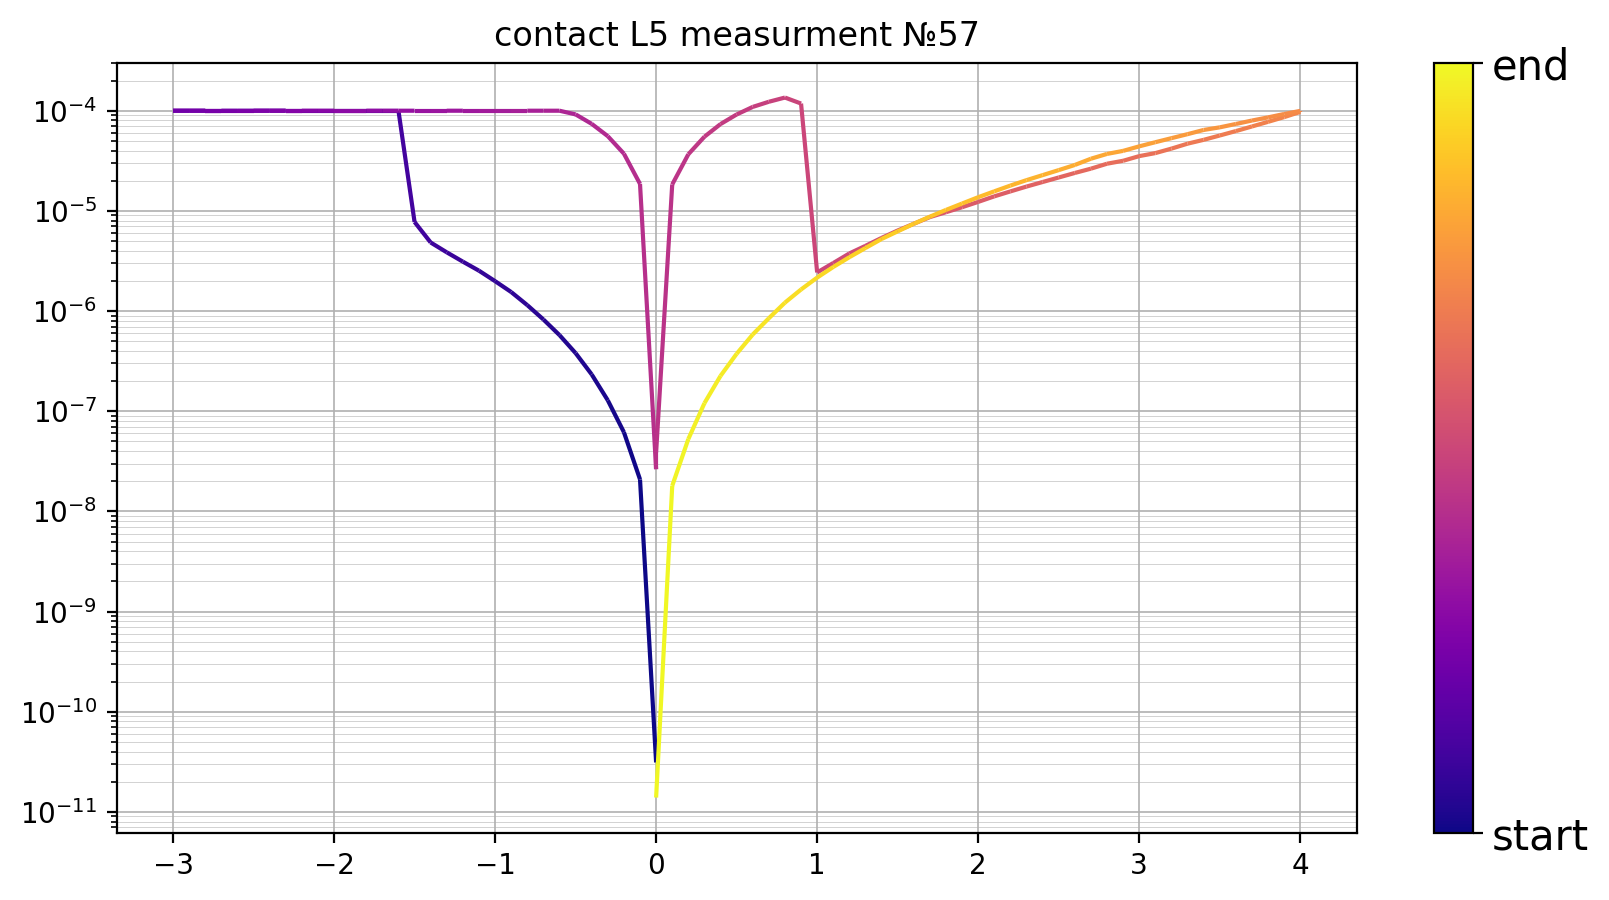 contact L5 measurment №57
10⁻⁴
10⁻⁵
10⁻⁶
10⁻⁷
10⁻⁸
10⁻⁹
10⁻¹⁰
10⁻¹¹
−3 −2 −1 0 1 2 3 4
end
start